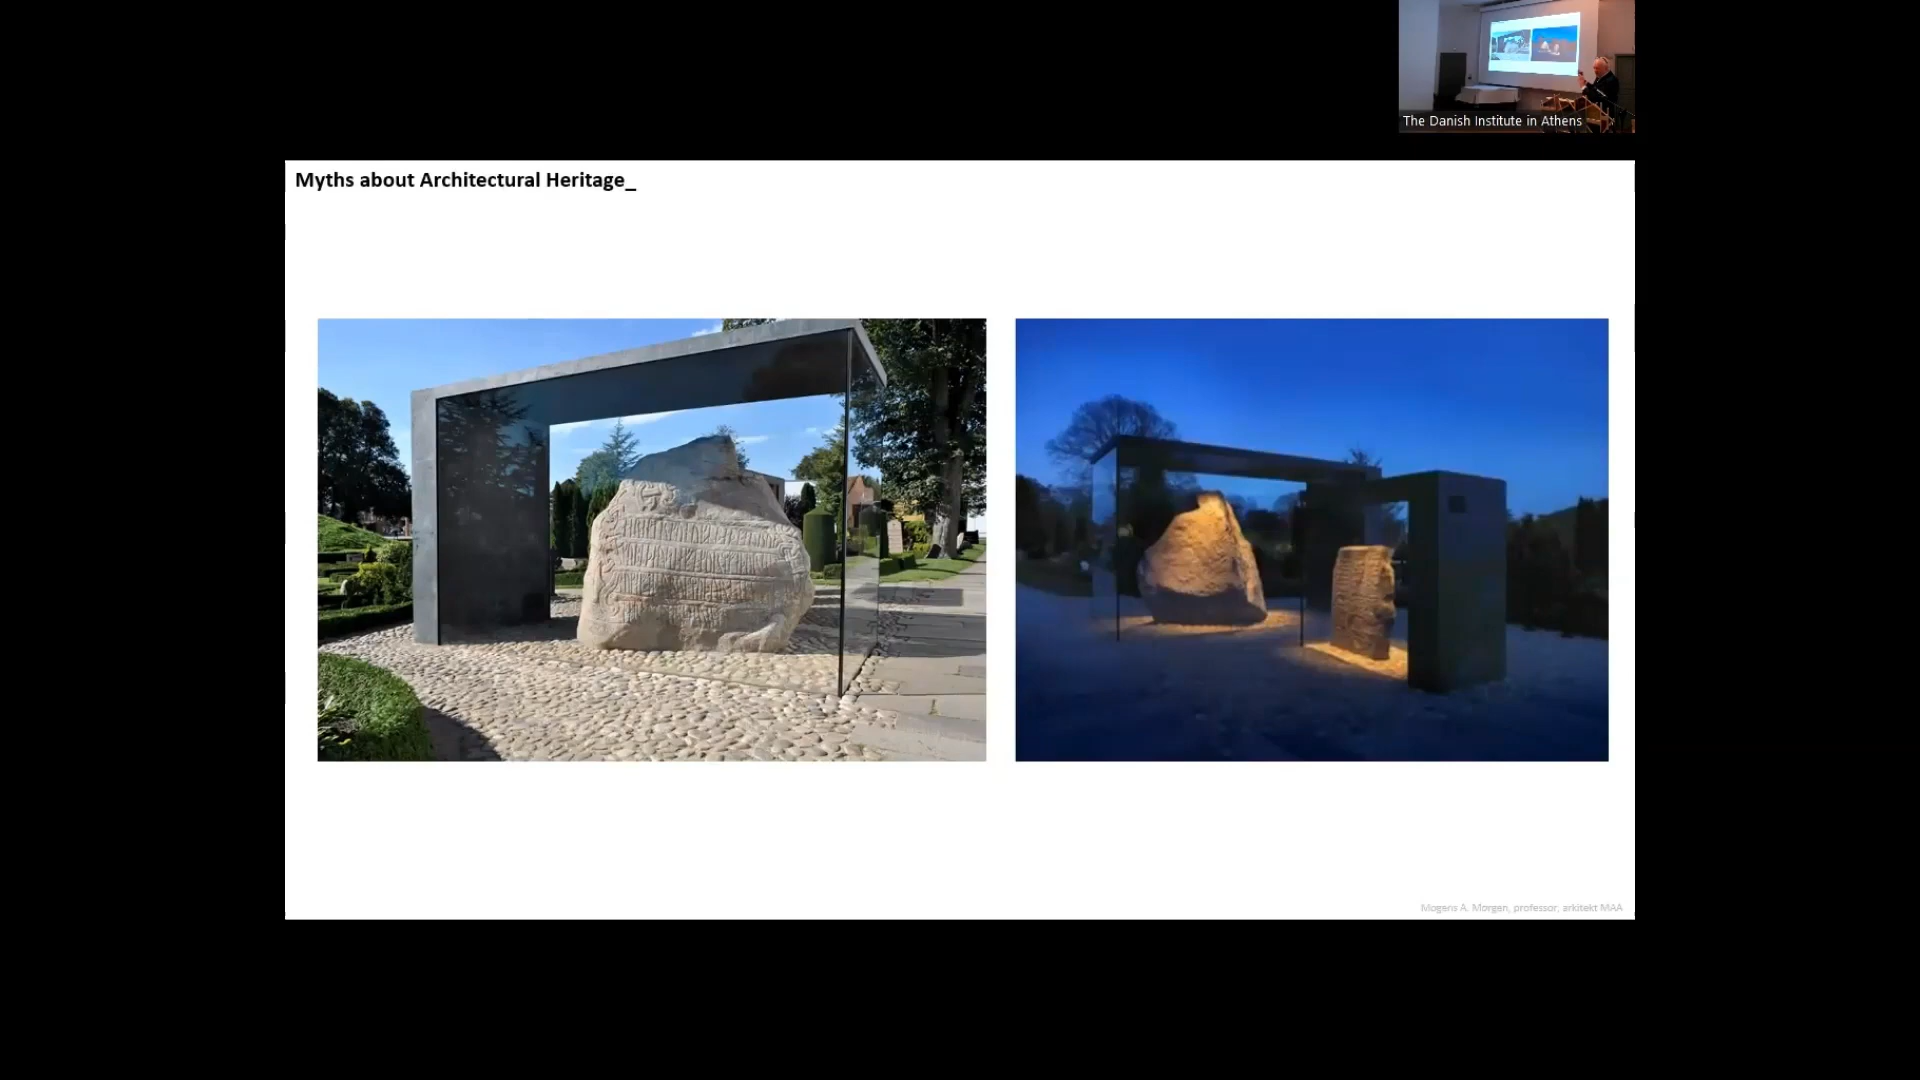 The Danish Institute in Athens
Myths about Architectural Heritage_
Mogens A. Morgen, professor, arkitekt MAA